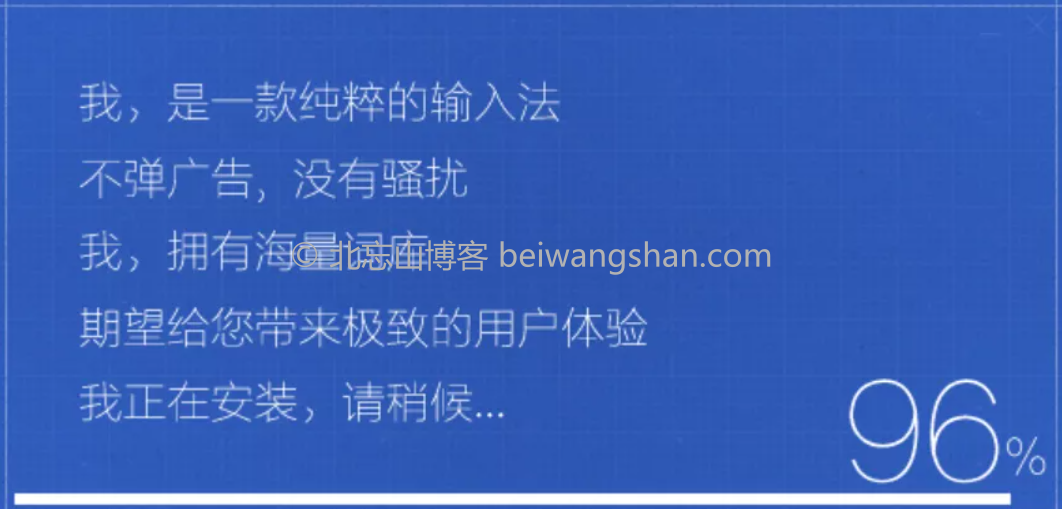 我，是一款纯粹的输入法
不弹广告，没有骚扰
我，拥有海量词库
© 北忘山博客 beiwangshan.com
期望给您带来极致的用户体验
我正在安装，请稍候...
96%